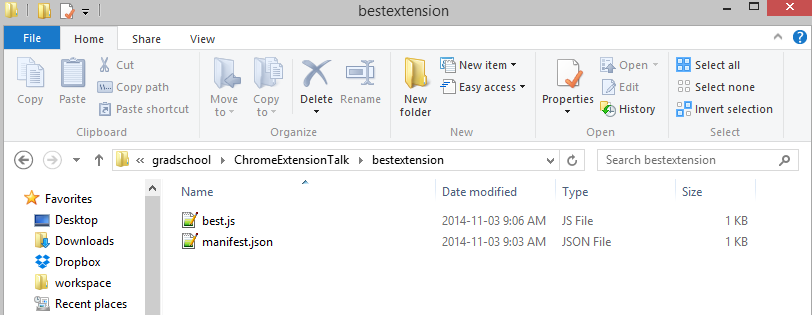 bestextension
File Home Share View
Copy Paste Cut Copy path Paste shortcut Move to Copy to Delete Rename New folder New item Easy access Properties Open Edit History Select all Select none Invert selection
Clipboard Organize New Open Select
« gradschool ChromeExtensionTalk bestextension Search bestextension
Favorites Name Date modified Type Size
Desktop best.js 2014-11-03 9:06 AM JS File 1 KB
Downloads manifest.json 2014-11-03 9:03 AM JSON File 1 KB
Dropbox
workspace
Recent places